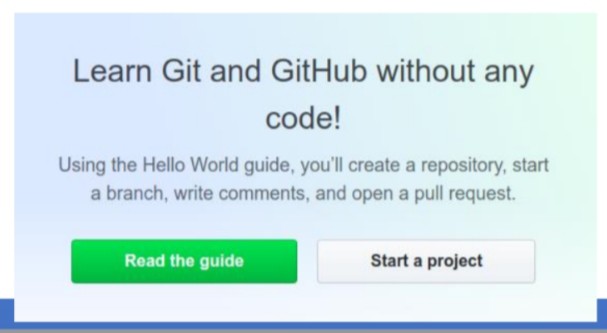 Learn Git and GitHub without any
code!
Using the Hello World guide, you'll create a repository, start
a branch, write comments, and open a pull request.
Read the guide
Start a project